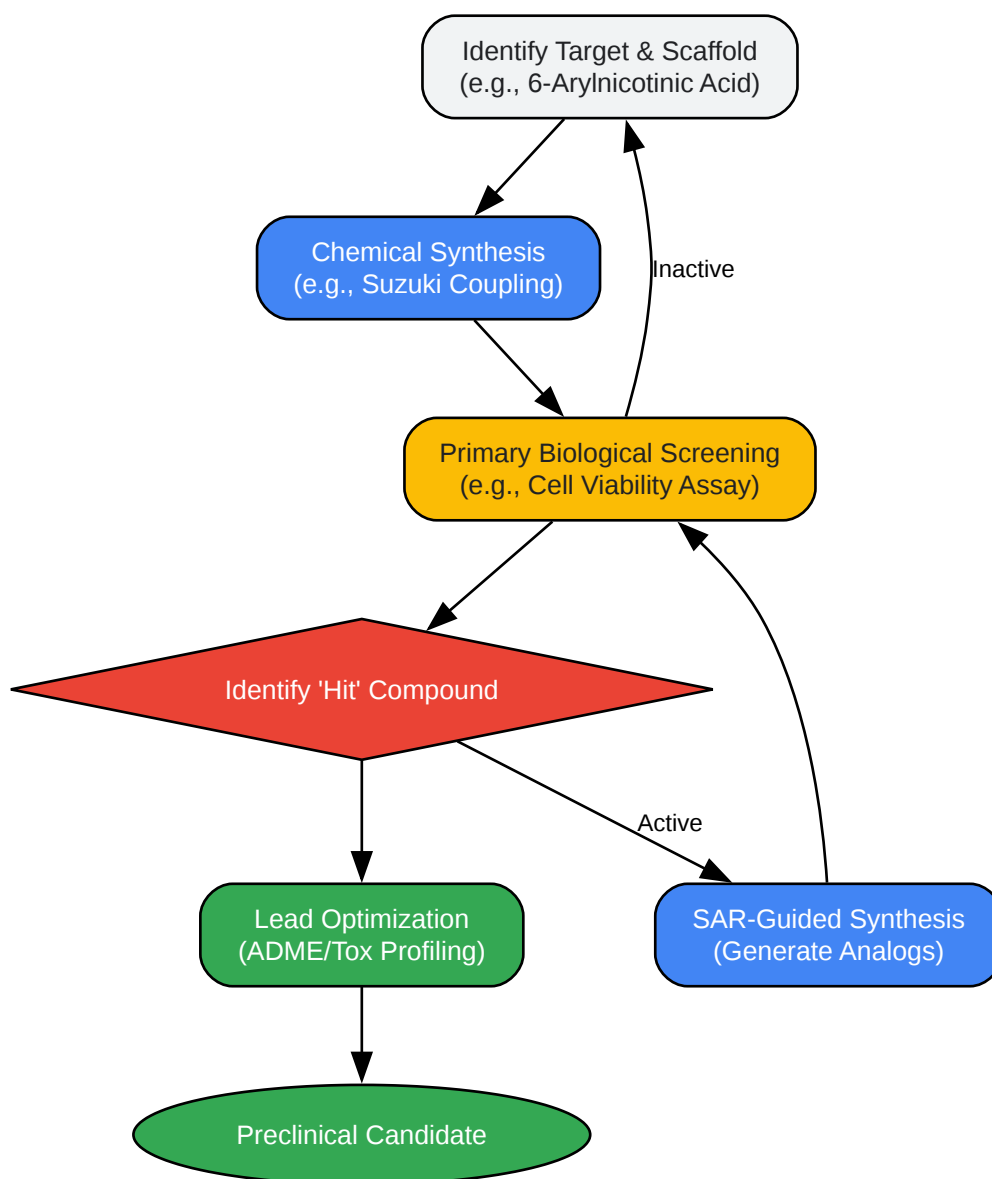 Identify Target & Scaffold
(e.g., 6-Arylnicotinic Acid)
Chemical Synthesis
(e.g., Suzuki Coupling)
Inactive
Primary Biological Screening
(e.g., Cell Viability Assay)
Identify 'Hit' Compound
Active
Lead Optimization
(ADME/Tox Profiling)
SAR-Guided Synthesis
(Generate Analogs)
Preclinical Candidate